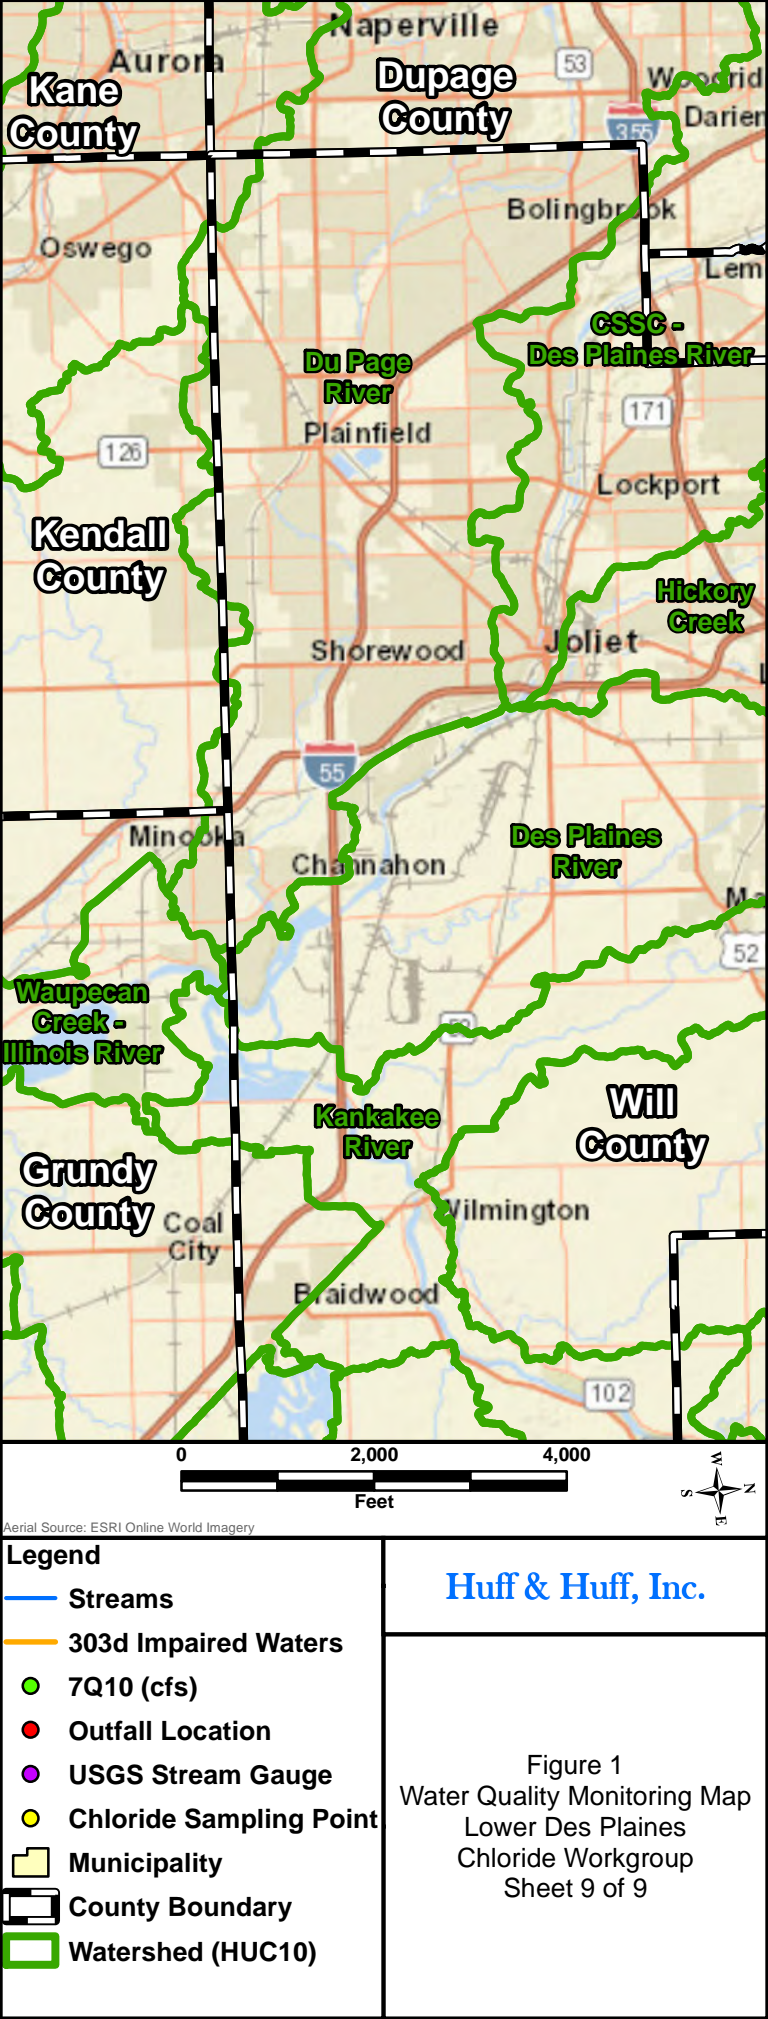 Naperville
53
Aurora
Dupage
County
Woodrid
Kane
County
355
Darien
Bolingbrook
Oswego
Lem
CSSC -
Des Plaines River
Du Page
River
171
Plainfield
126
Lockport
Kendall
County
Hickory
Creek
Joliet
Shorewood
55
Minooka
Des Plaines
River
Channahon
Ma
52
Waupecan
Creek -
Illinois River
Will
County
Kankakee
River
Grundy
County
Wilmington
Coal
City
Braidwood
102
0 2,000 4,000
Feet
W
N
S
E
Aerial Source: ESRI Online World Imagery
Legend
Streams
303d Impaired Waters
7Q10 (cfs)
Outfall Location
USGS Stream Gauge
Chloride Sampling Point
Municipality
County Boundary
Watershed (HUC10)
Huff & Huff, Inc.
Figure 1
Water Quality Monitoring Map
Lower Des Plaines
Chloride Workgroup
Sheet 9 of 9